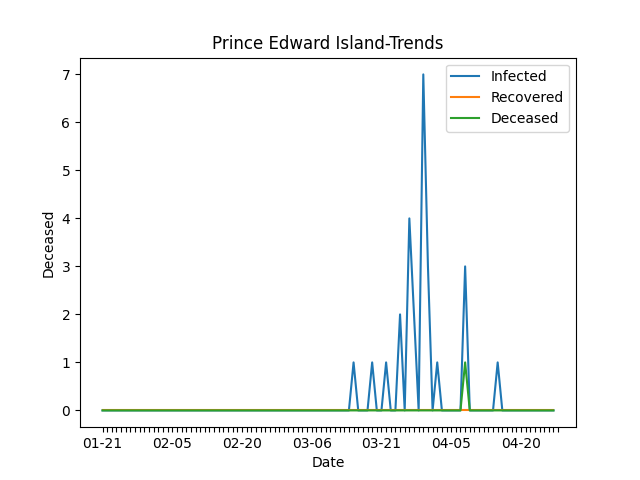 Prince Edward Island-Trends
Infected
Recovered
Deceased
7
6
5
4
3
2
1
0
Deceased
01-21 02-05 02-20 03-06 03-21 04-05 04-20
Date